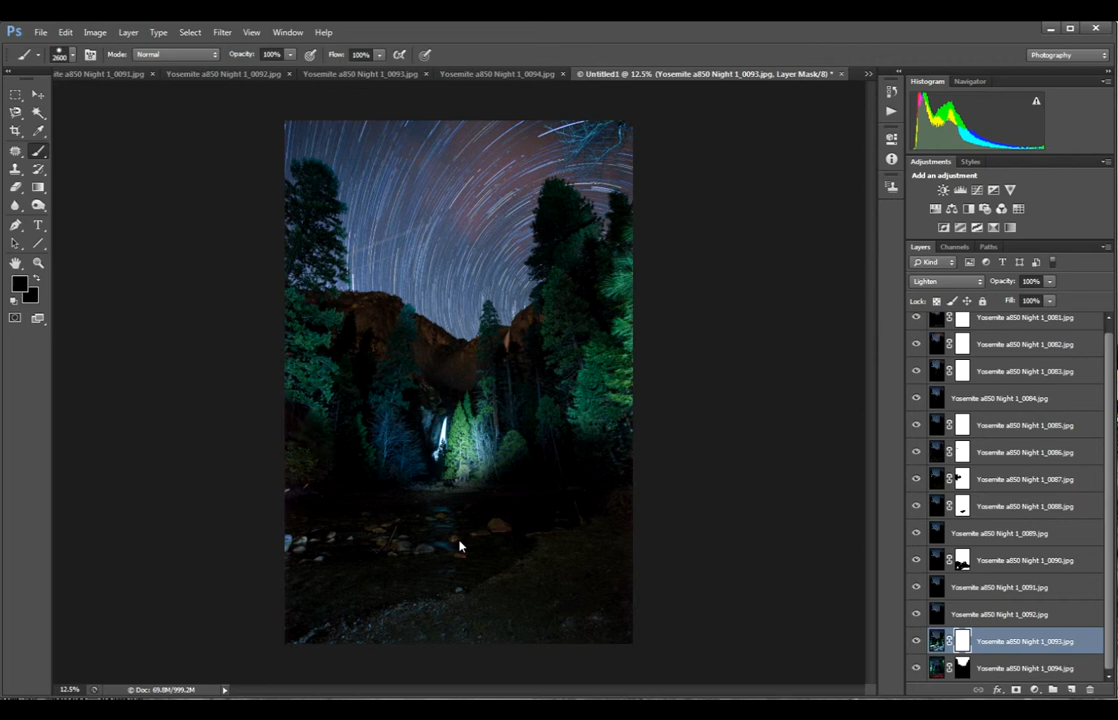 Ps File Edit Image Layer Type Select Filter View Window Help
2600 Mode: Normal Opacity: 100% Flow: 100% Photography
ite a850 Night 1_0091.jpg × Yosemite a850 Night 1_0092.jpg × Yosemite a850 Night 1_0093.jpg × Yosemite a850 Night 1_0094.jpg × © Untitled1 @ 12.5% (Yosemite a850 Night 1_0093.jpg, Layer Mask/8) * ×
Histogram Navigator
Adjustments Styles
Add an adjustment
Layers Channels Paths
Kind
Lighten Opacity: 100%
Lock: Fill: 100%
Yosemite a850 Night 1_0081.jpg
Yosemite a850 Night 1_0082.jpg
Yosemite a850 Night 1_0083.jpg
Yosemite a850 Night 1_0084.jpg
Yosemite a850 Night 1_0085.jpg
Yosemite a850 Night 1_0086.jpg
Yosemite a850 Night 1_0087.jpg
Yosemite a850 Night 1_0088.jpg
Yosemite a850 Night 1_0089.jpg
Yosemite a850 Night 1_0090.jpg
Yosemite a850 Night 1_0091.jpg
Yosemite a850 Night 1_0092.jpg
Yosemite a850 Night 1_0093.jpg
Yosemite a850 Night 1_0094.jpg
12.5% © Doc: 69.8M/999.2M
fx